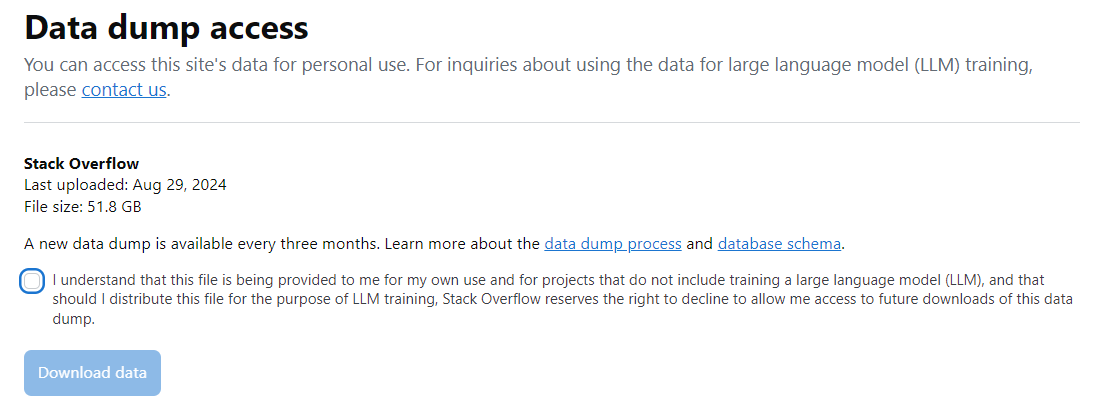 Data dump access
You can access this site's data for personal use. For inquiries about using the data for large language model (LLM) training,
please contact us.
Stack Overflow
Last uploaded: Aug 29, 2024
File size: 51.8 GB
A new data dump is available every three months. Learn more about the data dump process and database schema.
I understand that this file is being provided to me for my own use and for projects that do not include training a large language model (LLM), and that
should I distribute this file for the purpose of LLM training, Stack Overflow reserves the right to decline to allow me access to future downloads of this data
dump.
Download data